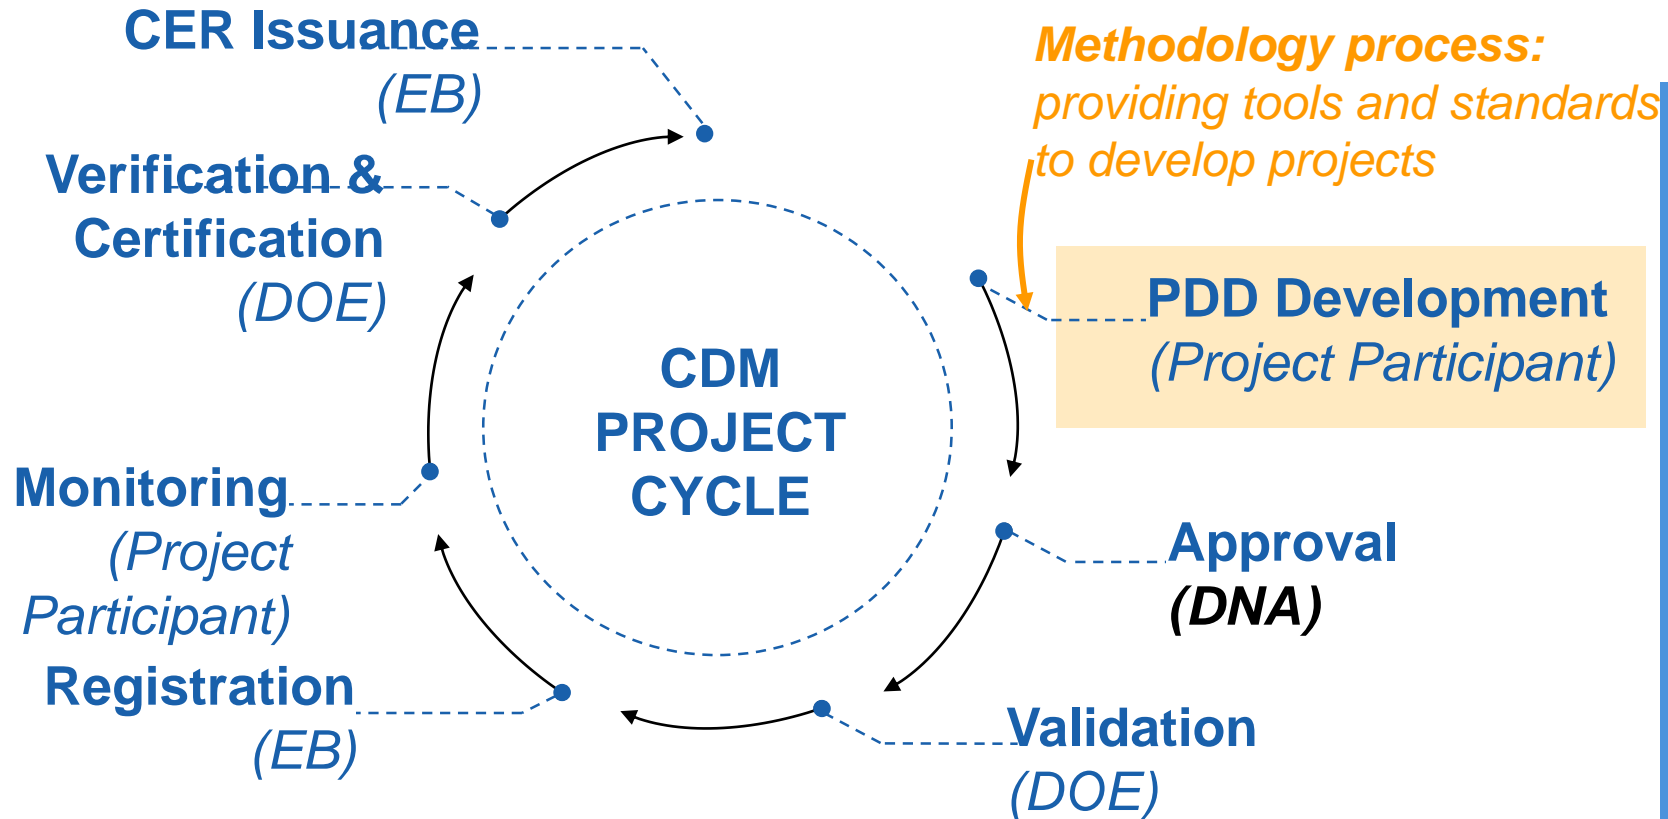 CER Issuance
(EB)
Methodology process:
providing tools and standards
to develop projects
Verification &
Certification
(DOE)
PDD Development
(Project Participant)
CDM
PROJECT
CYCLE
Monitoring
(Project
Participant)
Approval
(DNA)
Registration
(EB)
Validation
(DOE)